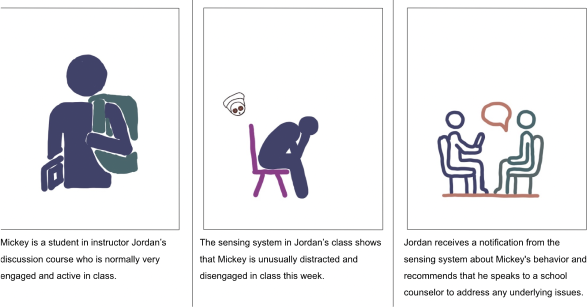 Mickey is a student in instructor Jordan's
discussion course who is normally very
engaged and active in class.
The sensing system in Jordan's class shows
that Mickey is unusually distracted and
disengaged in class this week.
Jordan receives a notification from the
sensing system about Mickey's behavior and
recommends that he speaks to a school
counselor to address any underlying issues.